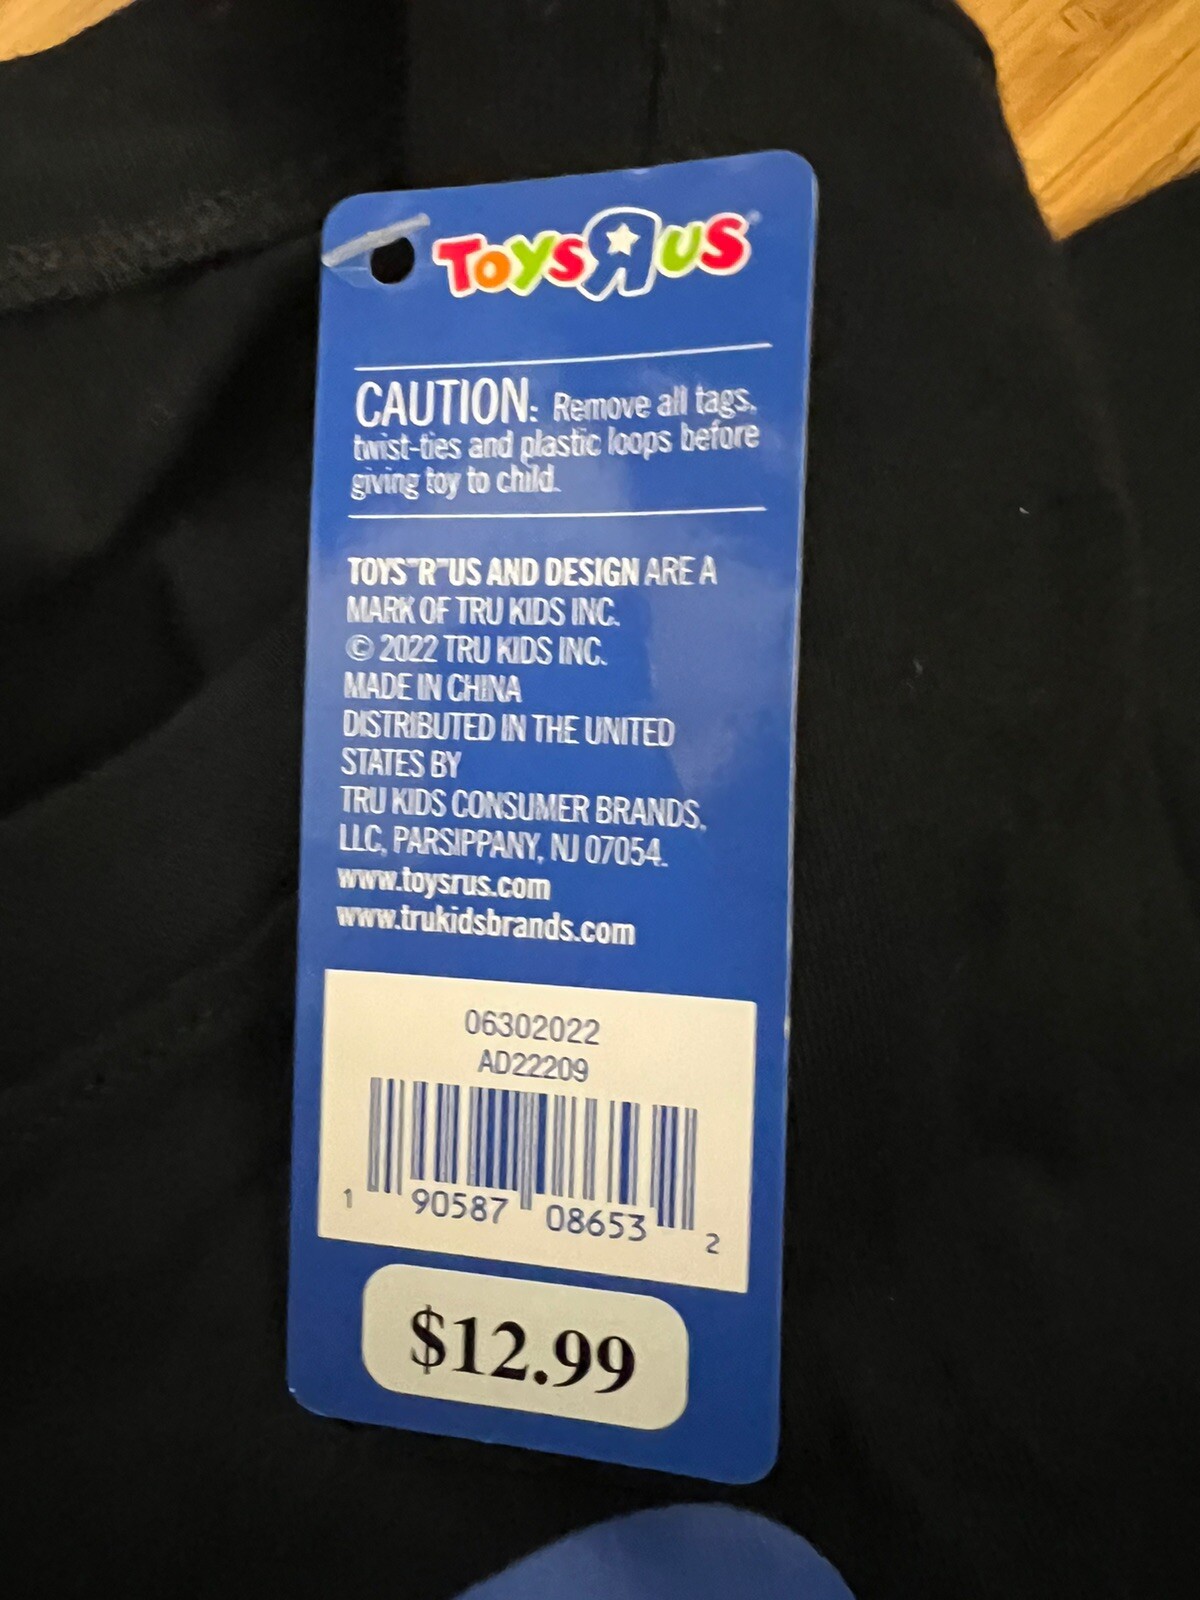 TOYSRUS
CAUTION: Remove all tags,
twist-ties and plastic loops before
giving toy to child.
TOYS"R"US AND DESIGN ARE A
MARK OF TRU KIDS INC.
© 2022 TRU KIDS INC.
MADE IN CHINA
DISTRIBUTED IN THE UNITED
STATES BY
TRU KIDS CONSUMER BRANDS,
LLC, PARSIPPANY, NJ 07054.
www.toysrus.com
www.trukidsbrands.com
06302022
AD22209
1 90587 08653 2
$12.99